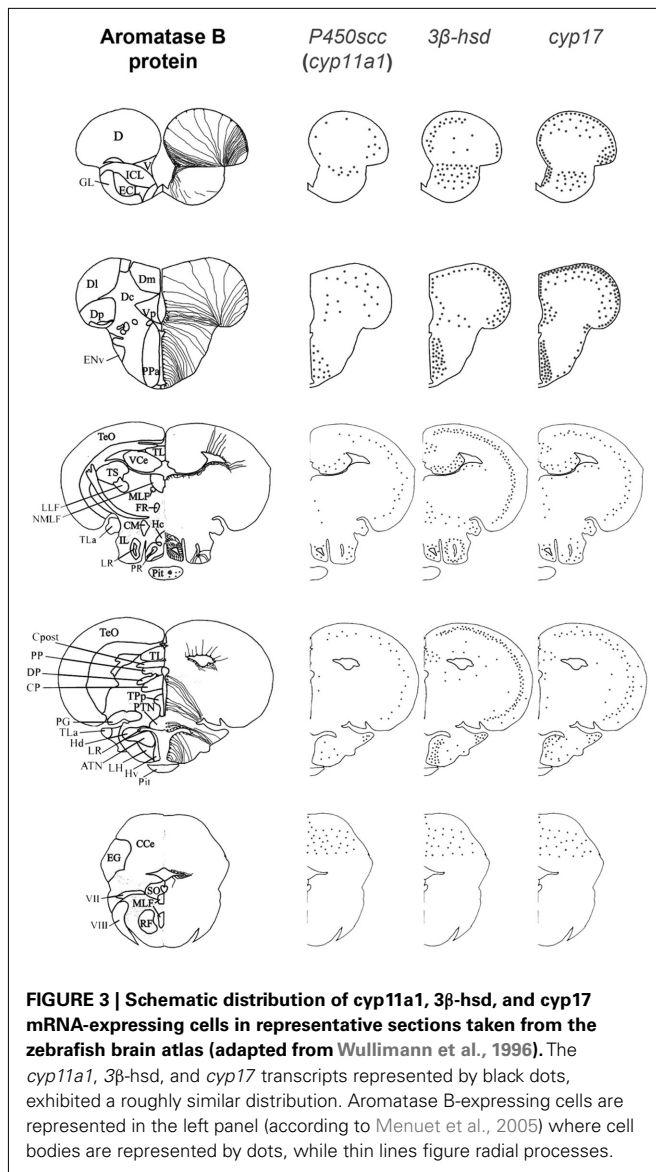 Aromatase B
protein
P450scc
(cyp11a1)
3β-hsd
cyp17
D
V
GL
ICL
ECL
Dl
Dm
Dc
Dp
Vp
ENv
PPa
TeO
TL
VCe
TS
LLF
NMLF
MLF
FR
TLa
CM
Hc
IL
LR
PR
Pit
Cpost
TeO
PP
TL
DP
CP
TPp
PTN
PG
TLa
Hd
LR
ATN
LH
Hv
Pit
EG
CCe
VII
SO
MLF
VIII
RF
FIGURE 3 | Schematic distribution of cyp11a1, 3β-hsd, and cyp17
mRNA-expressing cells in representative sections taken from the
zebrafish brain atlas (adapted from Wullimann et al., 1996). The
cyp11a1, 3β-hsd, and cyp17 transcripts represented by black dots,
exhibited a roughly similar distribution. Aromatase B-expressing cells are
represented in the left panel (according to Menuet et al., 2005) where cell
bodies are represented by dots, while thin lines figure radial processes.